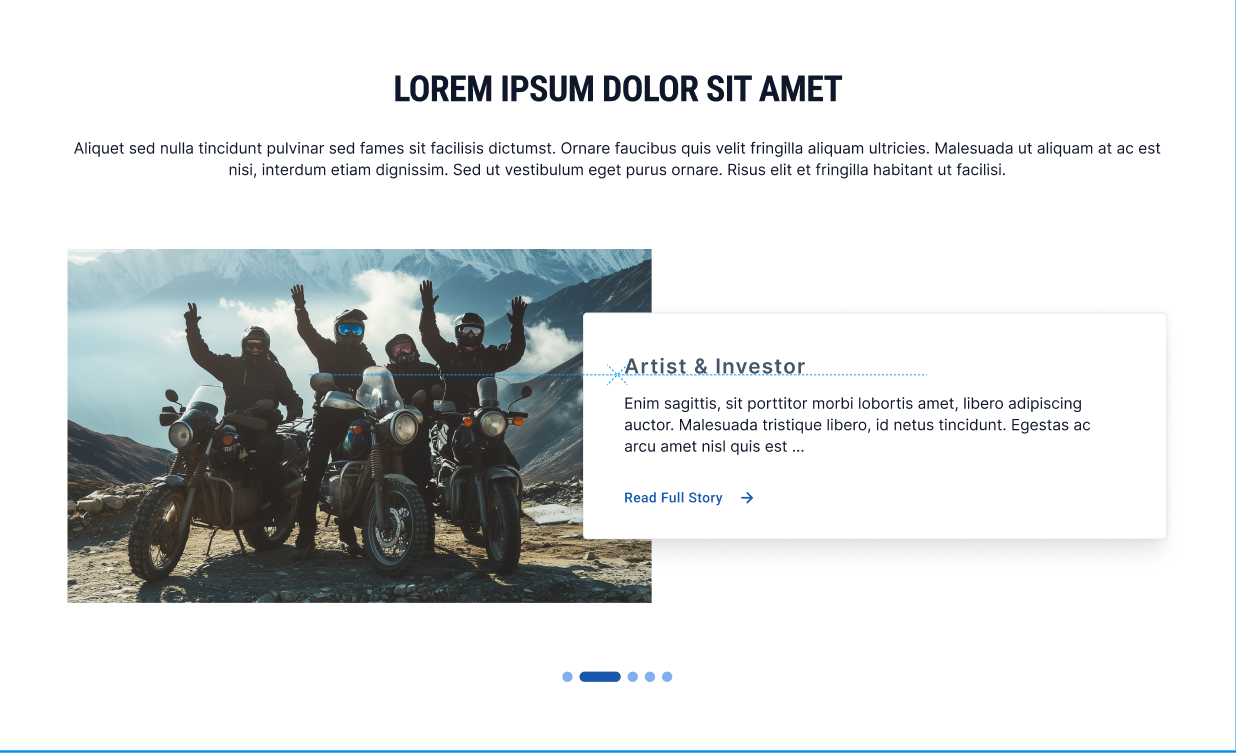 LOREM IPSUM DOLOR SIT AMET
Aliquet sed nulla tincidunt pulvinar sed fames sit facilisis dictumst. Ornare faucibus quis velit fringilla aliquam ultricies. Malesuada ut aliquam at ac est
nisi, interdum etiam dignissim. Sed ut vestibulum eget purus ornare. Risus elit et fringilla habitant ut facilisi.
Artist & Investor
Enim sagittis, sit porttitor morbi lobortis amet, libero adipiscing
auctor. Malesuada tristique libero, id netus tincidunt. Egestas ac
arcu amet nisl quis est ...
Read Full Story